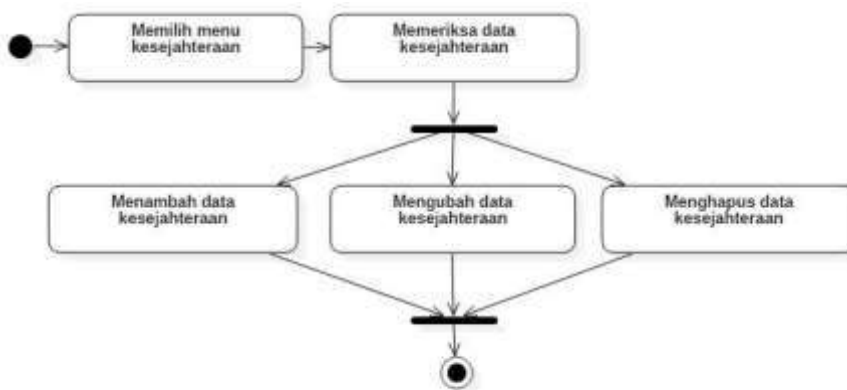 Memilih menu
kesejahteraan
Memeriksa data
kesejahteraan
Menambah data
kesejahteraan
Mengubah data
kesejahteraan
Menghapus data
kesejahteraan